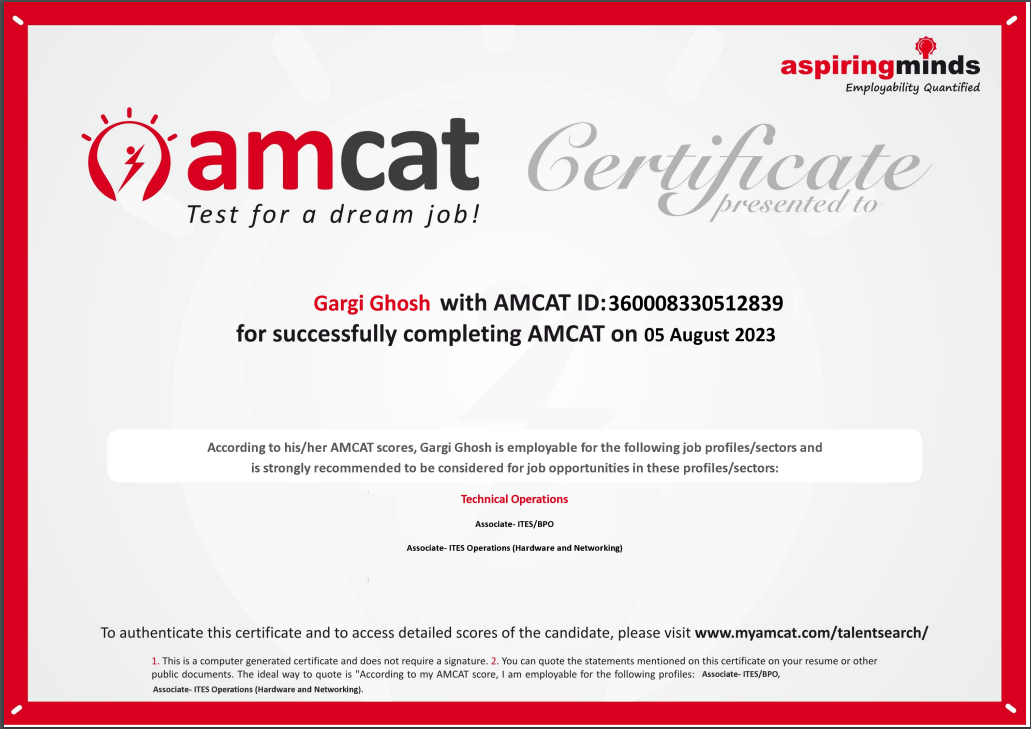 aspiringminds
Employability Quantified
amcat
Test for a dream job!
Certificate
presented to
Gargi Ghosh with AMCAT ID:360008330512839
for successfully completing AMCAT on 05 August 2023
According to his/her AMCAT scores, Gargi Ghosh is employable for the following job profiles/sectors and
is strongly recommended to be considered for job opportunities in these profiles/sectors:
Technical Operations
Associate- ITES/BPO
Associate- ITES Operations (Hardware and Networking)
To authenticate this certificate and to access detailed scores of the candidate, please visit www.myamcat.com/talentsearch/
1. This is a computer generated certificate and does not require a signature. 2. You can quote the statements mentioned on this certificate on your resume or other
public documents. The ideal way to quote is "According to my AMCAT score, I am employable for the following profiles: Associate- ITES/BPO,
Associate- ITES Operations (Hardware and Networking).